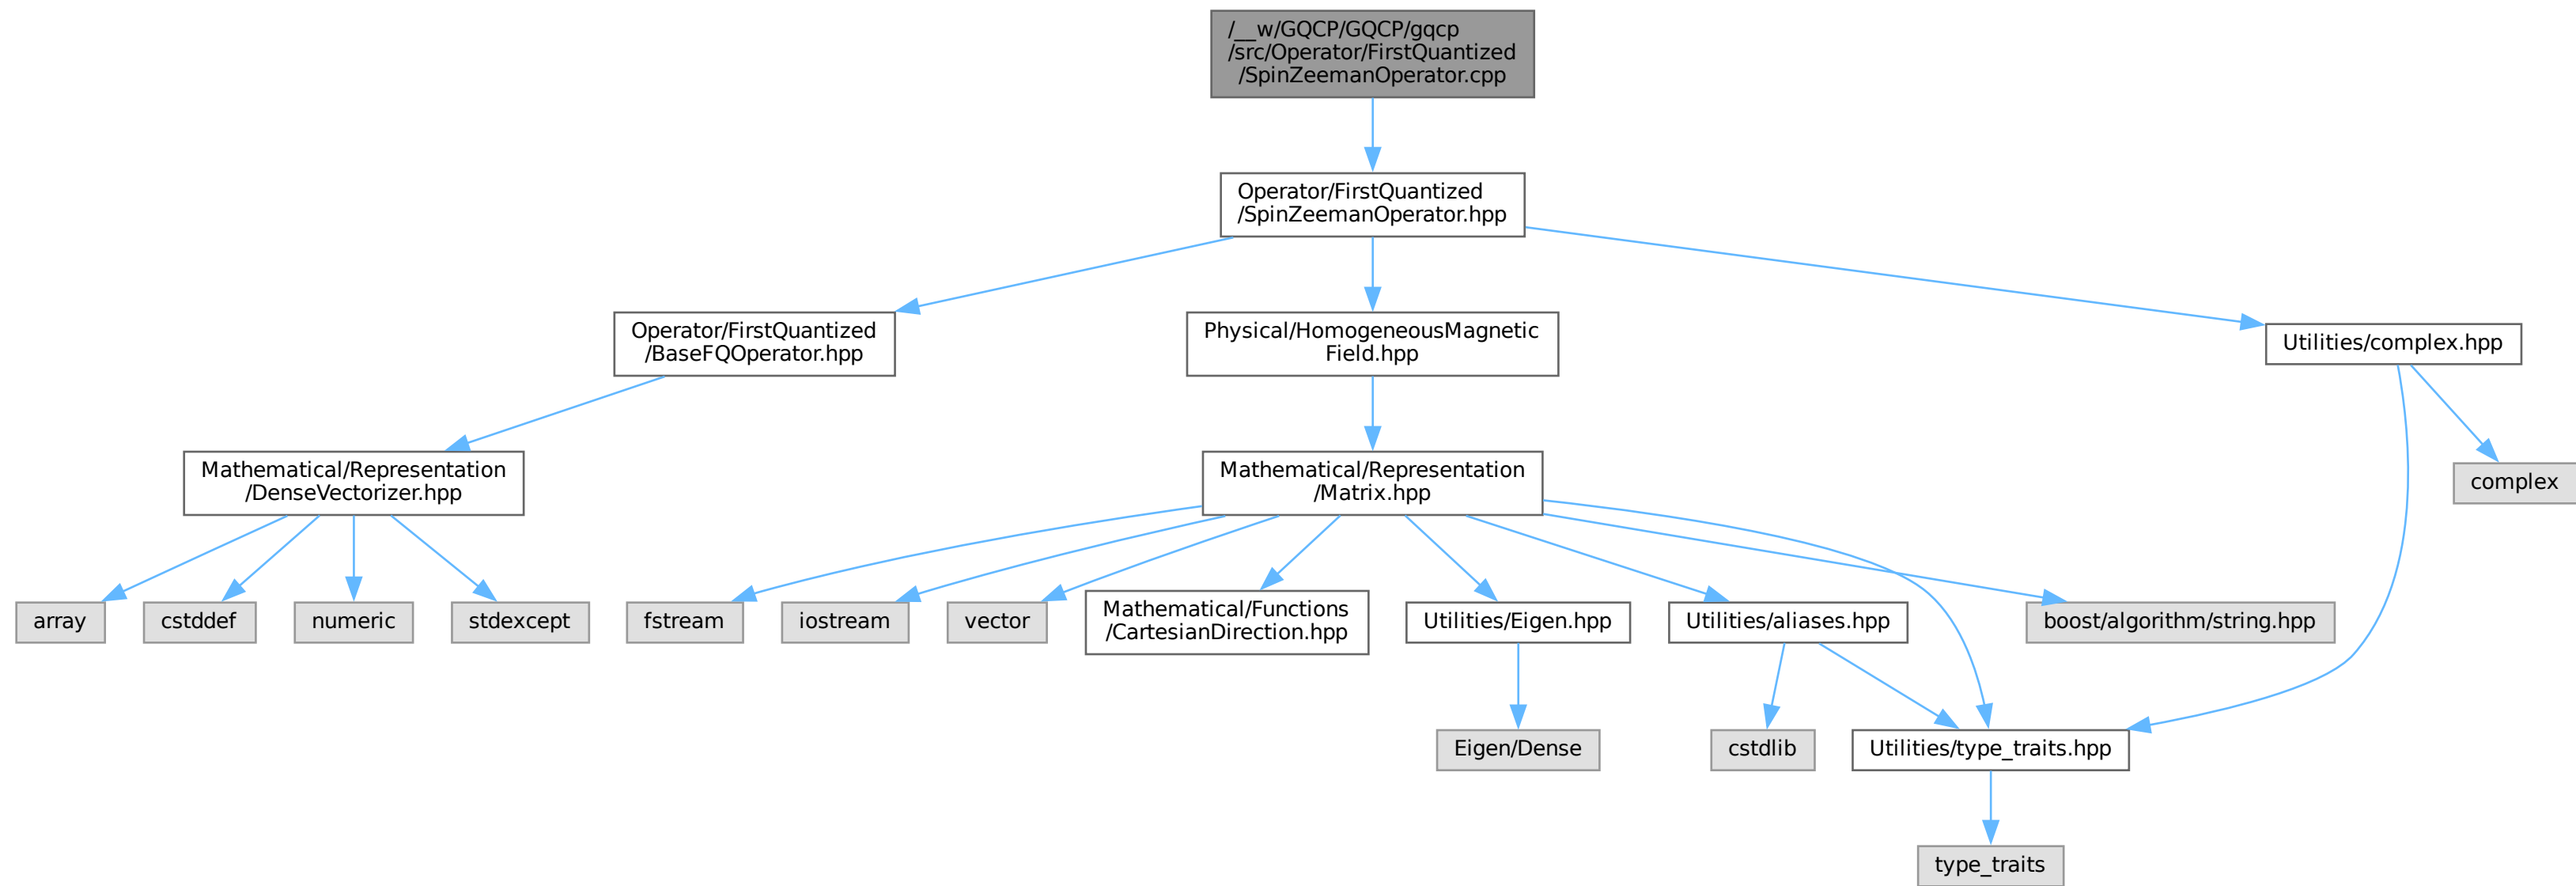 /__w/GQCP/GQCP/gqcp
/src/Operator/FirstQuantized
/SpinZeemanOperator.cpp
Operator/FirstQuantized
/SpinZeemanOperator.hpp
Operator/FirstQuantized
/BaseFQOperator.hpp
Physical/HomogeneousMagnetic
Field.hpp
Utilities/complex.hpp
Mathematical/Representation
/DenseVectorizer.hpp
Mathematical/Representation
/Matrix.hpp
complex
array
cstddef
numeric
stdexcept
fstream
iostream
vector
Mathematical/Functions
/CartesianDirection.hpp
Utilities/Eigen.hpp
Utilities/aliases.hpp
boost/algorithm/string.hpp
Eigen/Dense
cstdlib
Utilities/type_traits.hpp
type_traits